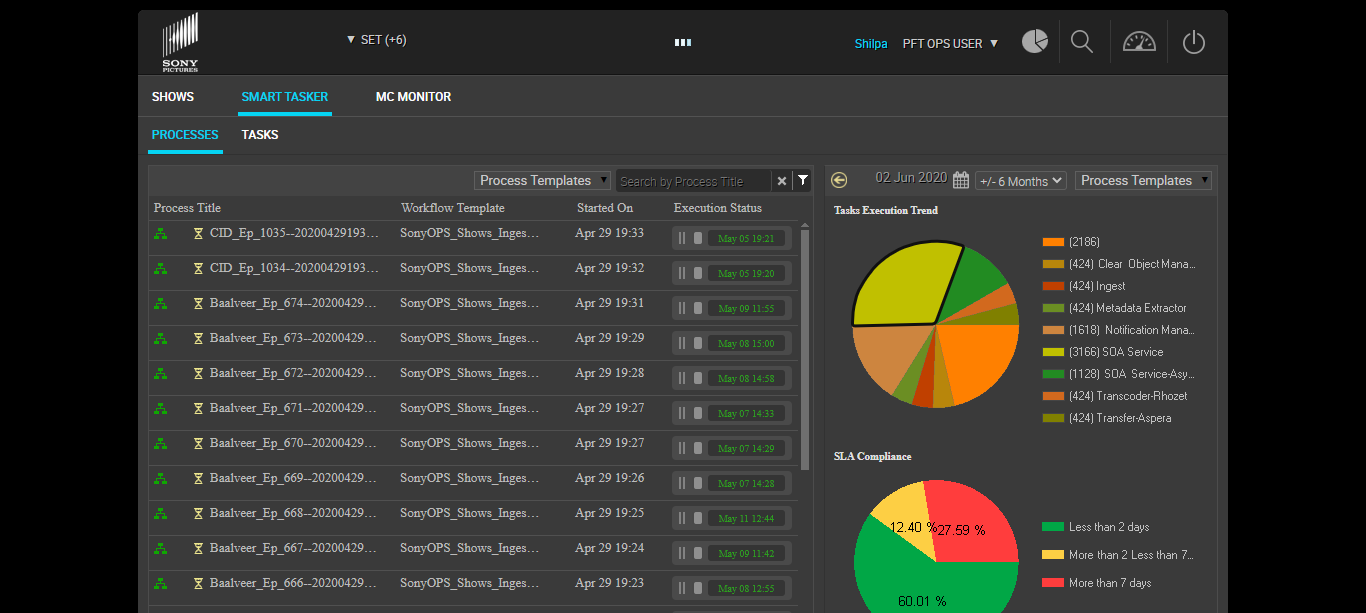 SONY
PICTURES
▼ SET (+6)
Shilpa PFT OPS USER ▼
SHOWS SMART TASKER MC MONITOR
PROCESSES TASKS
Process Templates Search by Process Title
Process Title Workflow Template Started On Execution Status
CID_Ep_1035--20200429193... SonyOPS_Shows_Inges... Apr 29 19:33 May 05 19:21
CID_Ep_1034--20200429193... SonyOPS_Shows_Inges... Apr 29 19:32 May 05 19:20
Baalveer_Ep_674--20200429... SonyOPS_Shows_Inges... Apr 29 19:31 May 09 11:55
Baalveer_Ep_673--20200429... SonyOPS_Shows_Inges... Apr 29 19:29 May 08 15:00
Baalveer_Ep_672--20200429... SonyOPS_Shows_Inges... Apr 29 19:28 May 08 14:58
Baalveer_Ep_671--20200429... SonyOPS_Shows_Inges... Apr 29 19:27 May 07 14:33
Baalveer_Ep_670--20200429... SonyOPS_Shows_Inges... Apr 29 19:27 May 07 14:29
Baalveer_Ep_669--20200429... SonyOPS_Shows_Inges... Apr 29 19:26 May 07 14:28
Baalveer_Ep_668--20200429... SonyOPS_Shows_Inges... Apr 29 19:25 May 11 12:44
Baalveer_Ep_667--20200429... SonyOPS_Shows_Inges... Apr 29 19:24 May 09 11:42
Baalveer_Ep_666--20200429... SonyOPS_Shows_Inges... Apr 29 19:23 May 08 12:55
02 Jun 2020 +/- 6 Months Process Templates
Tasks Execution Trend
(2186)
(424) Clear Object Mana...
(424) Ingest
(424) Metadata Extractor
(1618) Notification Mana...
(3166) SOA Service
(1128) SOA Service-Asy...
(424) Transcoder-Rhozet
(424) Transfer-Aspera
SLA Compliance
12.40 %
27.59 %
60.01 %
Less than 2 days
More than 2 Less than 7...
More than 7 days